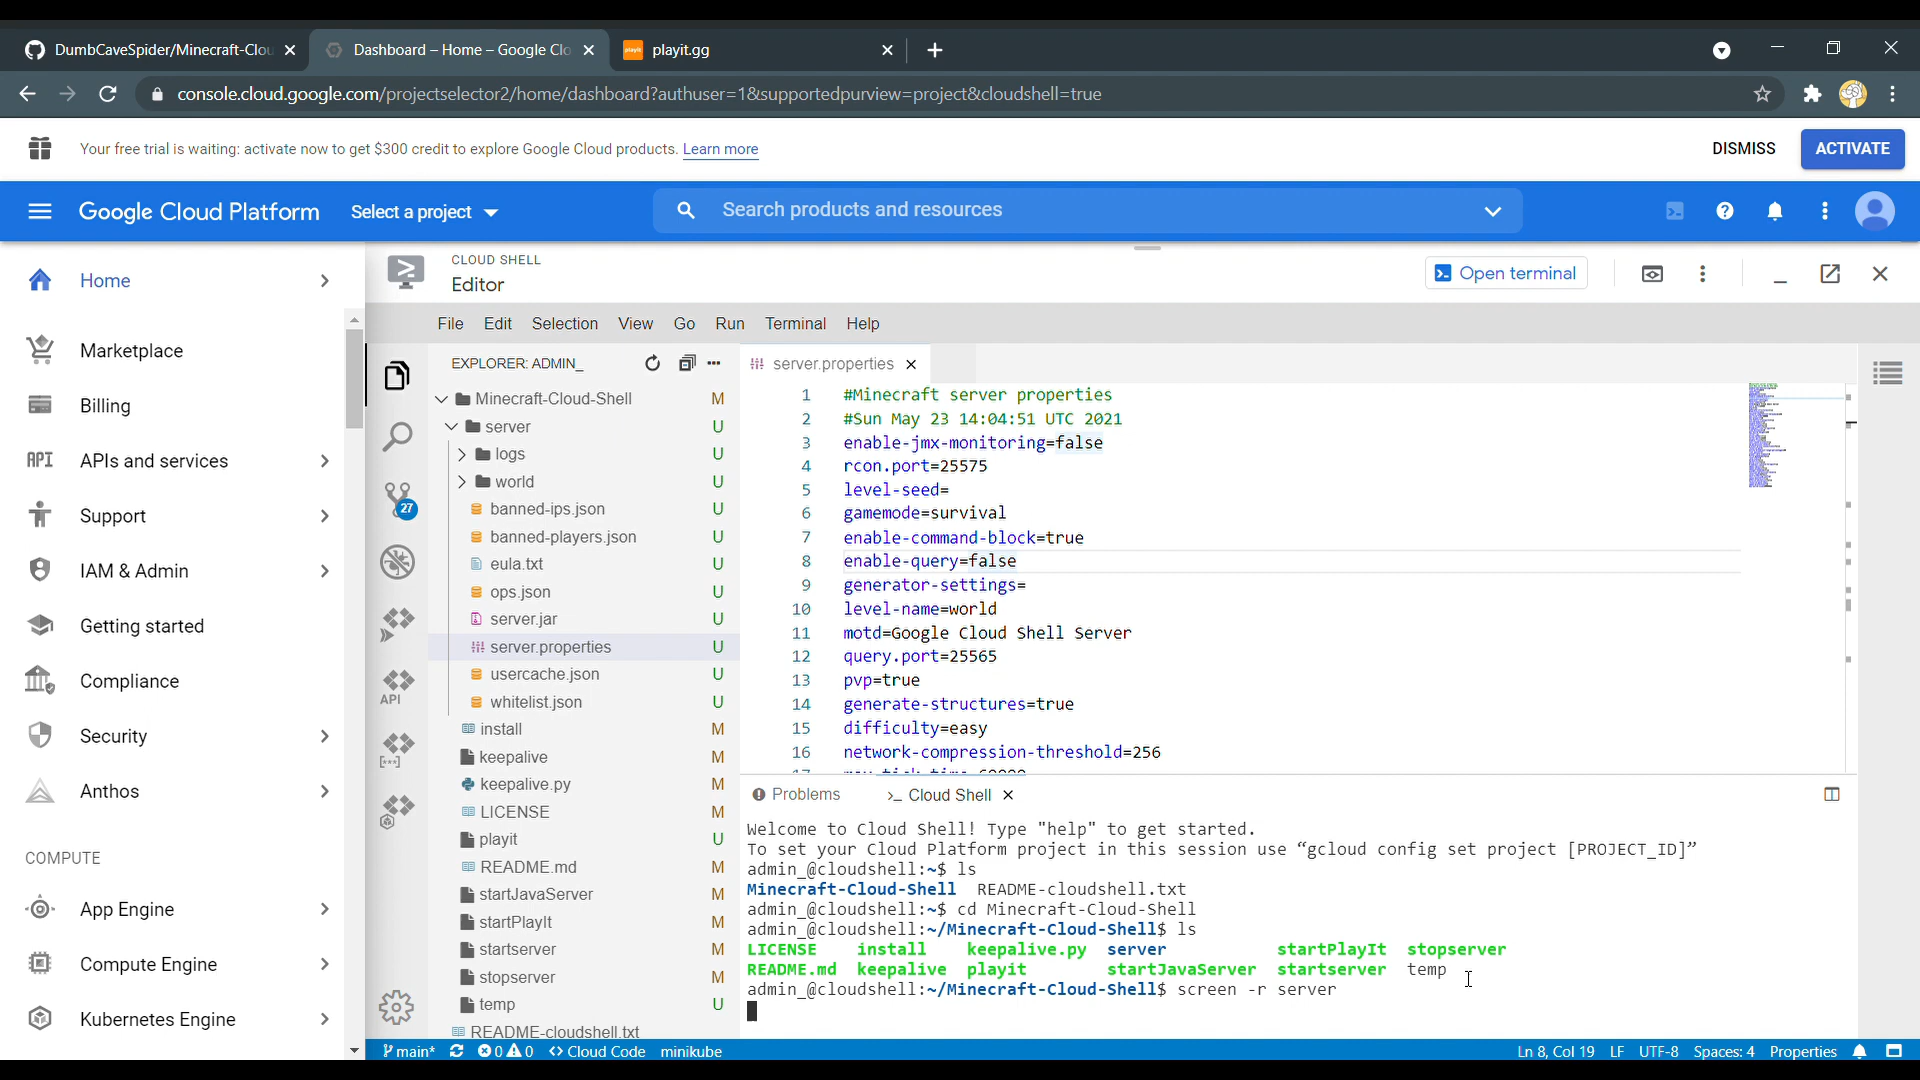 DumbCaveSpider/Minecraft-Clou
Dashboard – Home – Google Clo
playit.gg
console.cloud.google.com/projectselector2/home/dashboard?authuser=1&supportedpurview=project&cloudshell=true
Your free trial is waiting: activate now to get $300 credit to explore Google Cloud products. Learn more
DISMISS
ACTIVATE
Google Cloud Platform
Select a project
Search products and resources
Home
Marketplace
Billing
API APIs and services
Support
IAM & Admin
Getting started
Compliance
Security
Anthos
COMPUTE
App Engine
Compute Engine
Kubernetes Engine
CLOUD SHELL
Editor
Open terminal
File Edit Selection View Go Run Terminal Help
27
API
EXPLORER: ADMIN_
Minecraft-Cloud-Shell M
server U
logs U
world U
banned-ips.json U
banned-players.json U
eula.txt U
ops.json U
server.jar U
server.properties U
usercache.json U
whitelist.json U
install M
keepalive M
keepalive.py M
LICENSE M
playit U
README.md M
startJavaServer M
startPlayIt M
startserver M
stopserver M
temp U
README-cloudshell.txt
server.properties
1 #Minecraft server properties
2 #Sun May 23 14:04:51 UTC 2021
3 enable-jmx-monitoring=false
4 rcon.port=25575
5 level-seed=
6 gamemode=survival
7 enable-command-block=true
8 enable-query=false
9 generator-settings=
10 level-name=world
11 motd=Google Cloud Shell Server
12 query.port=25565
13 pvp=true
14 generate-structures=true
15 difficulty=easy
16 network-compression-threshold=256
Problems
>_ Cloud Shell
Welcome to Cloud Shell! Type "help" to get started.
To set your Cloud Platform project in this session use “gcloud config set project [PROJECT_ID]”
admin_@cloudshell:~$ ls
Minecraft-Cloud-Shell README-cloudshell.txt
admin_@cloudshell:~$ cd Minecraft-Cloud-Shell
admin_@cloudshell:~/Minecraft-Cloud-Shell$ ls
LICENSE install keepalive.py server startPlayIt stopserver
README.md keepalive playit startJavaServer startserver temp
admin_@cloudshell:~/Minecraft-Cloud-Shell$ screen -r server
main* 0 0 <> Cloud Code minikube
Ln 8, Col 19 LF UTF-8 Spaces: 4 Properties